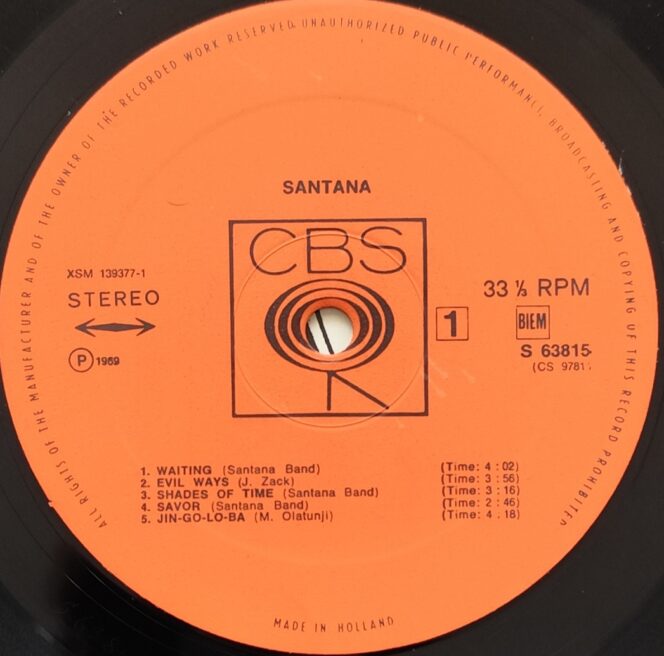 ALL RIGHTS OF THE MANUFACTURER AND OF THE OWNER OF THE RECORDED WORK RESERVED. UNAUTHORIZED PUBLIC PERFORMANCE, BROADCASTING AND COPYING OF THIS RECORD PROHIBITED
SANTANA
CBS
XSM 139377-1
STEREO
Ⓟ 1969
1
33 ⅓ RPM
BIEM
S 63815
(CS 9781
1. WAITING (Santana Band) (Time: 4 : 02)
2. EVIL WAYS (J. Zack) (Time: 3 : 56)
3. SHADES OF TIME (Santana Band) (Time: 3 : 16)
4. SAVOR (Santana Band) (Time: 2 : 46)
5. JIN-GO-LO-BA (M. Olatunji) (Time: 4 . 18)
MADE IN HOLLAND